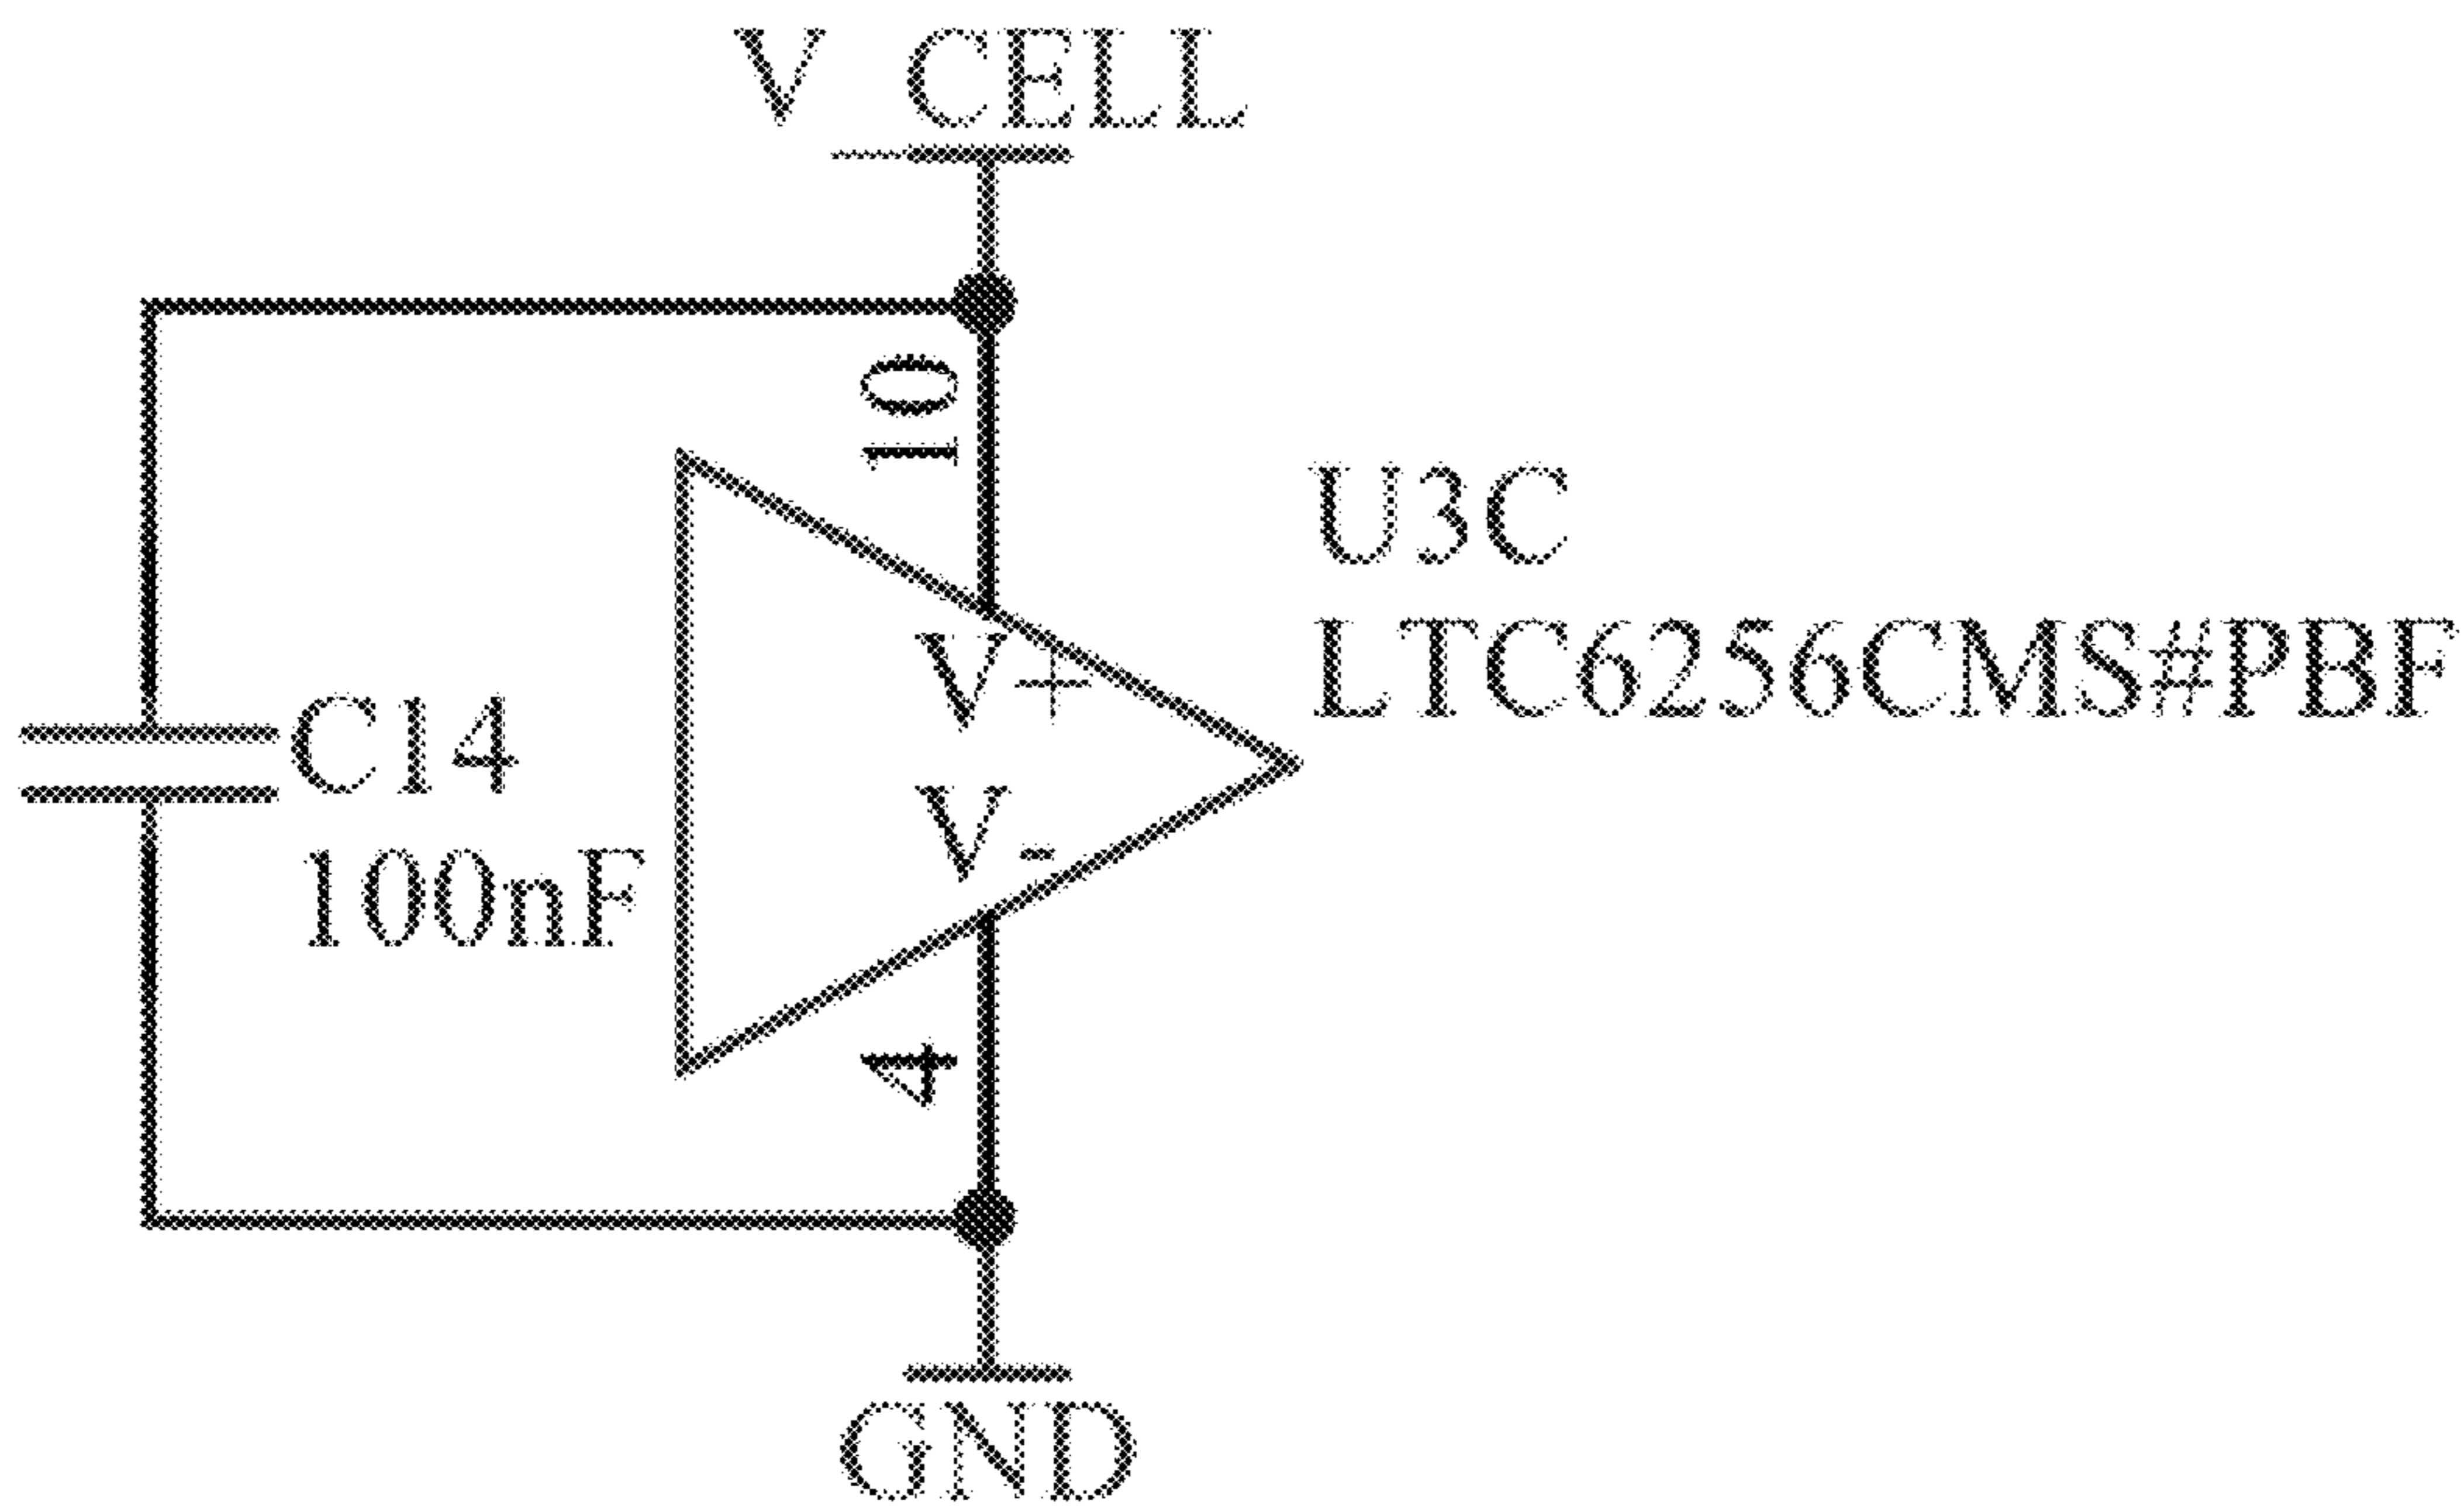 V_CELL
10
U3C
LTC6256CMS#PBF
V+
C14
V-
100nF
4
GND